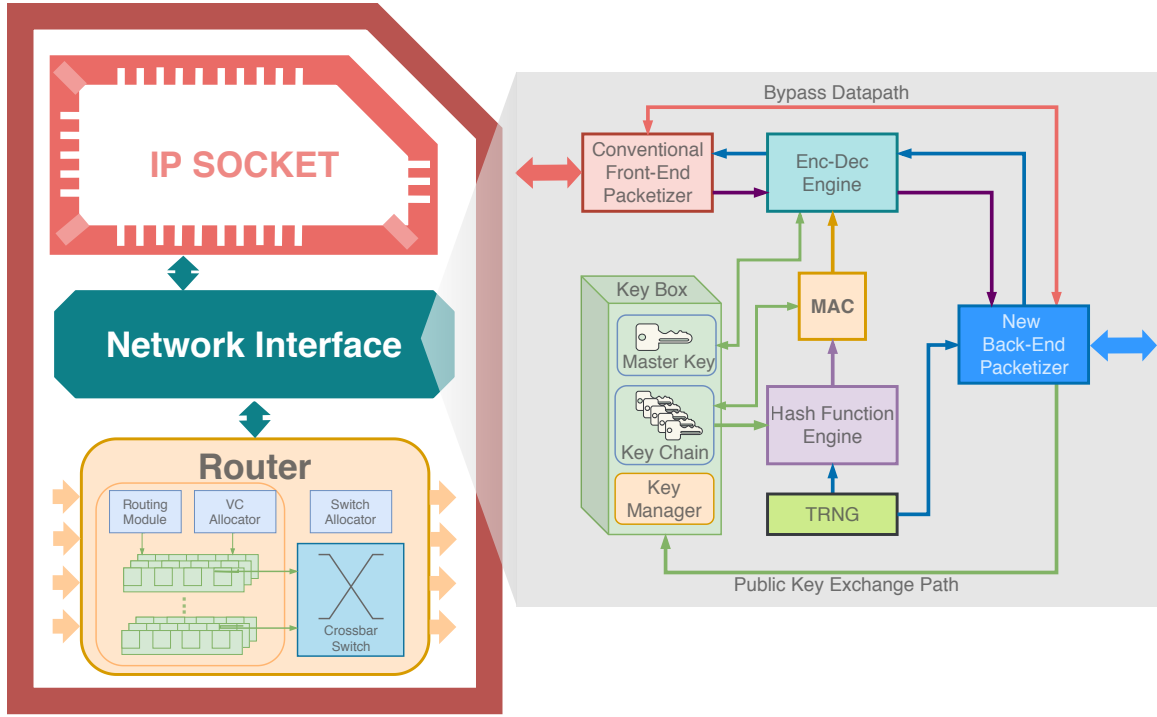 IP SOCKET
Network Interface
Router
Routing
Module
VC
Allocator
Switch
Allocator
Crossbar
Switch
Bypass Datapath
Conventional
Front-End
Packetizer
Enc-Dec
Engine
Key Box
Master Key
Key Chain
Key
Manager
MAC
Hash Function
Engine
TRNG
New
Back-End
Packetizer
Public Key Exchange Path